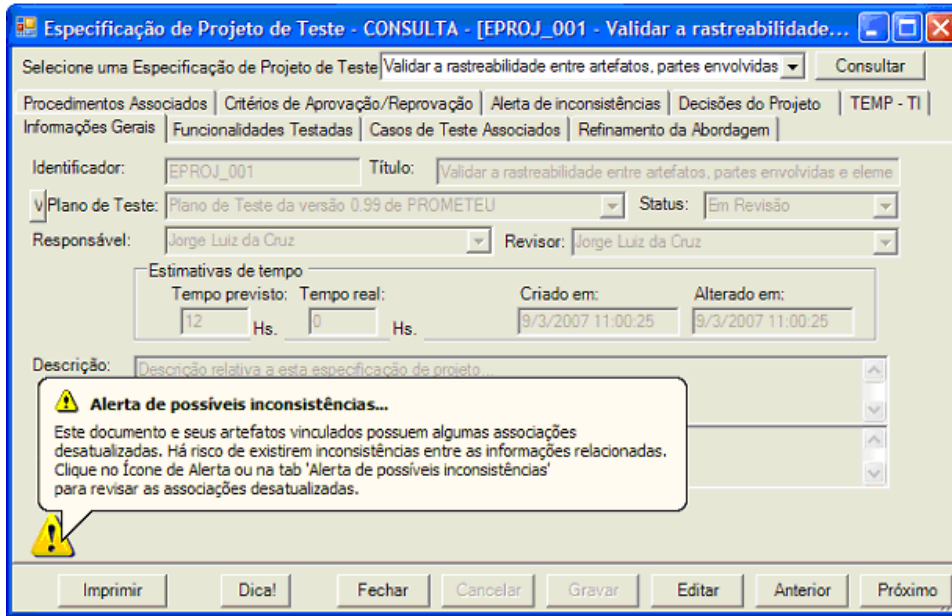 Especificação de Projeto de Teste - CONSULTA - [EPROJ_001 - Validar a rastreabilidade...
Selecione uma Especificação de Projeto de Teste Validar a rastreabilidade entre artefatos, partes envolvidas Consultar
Procedimentos Associados Critérios de Aprovação/Reprovação Alerta de inconsistências Decisões do Projeto TEMP - TI
Informações Gerais Funcionalidades Testadas Casos de Teste Associados Refinamento da Abordagem
Identificador: EPROJ_001 Título: Validar a rastreabilidade entre artefatos, partes envolvidas e eleme
V Plano de Teste: Plano de Teste da versão 0.99 de PROMETEU Status: Em Revisão
Responsável: Jorge Luiz da Cruz Revisor: Jorge Luiz da Cruz
Estimativas de tempo
Tempo previsto: Tempo real: Criado em: Alterado em:
12 Hs. 0 Hs. 9/3/2007 11:00:25 9/3/2007 11:00:25
Descrição: Descrição relativa a esta especificação de projeto...
Alerta de possíveis inconsistências...
Este documento e seus artefatos vinculados possuem algumas associações
desatualizadas. Há risco de existirem inconsistências entre as informações relacionadas.
Clique no Ícone de Alerta ou na tab 'Alerta de possíveis inconsistências'
para revisar as associações desatualizadas.
Imprimir Dica! Fechar Cancelar Gravar Editar Anterior Próximo